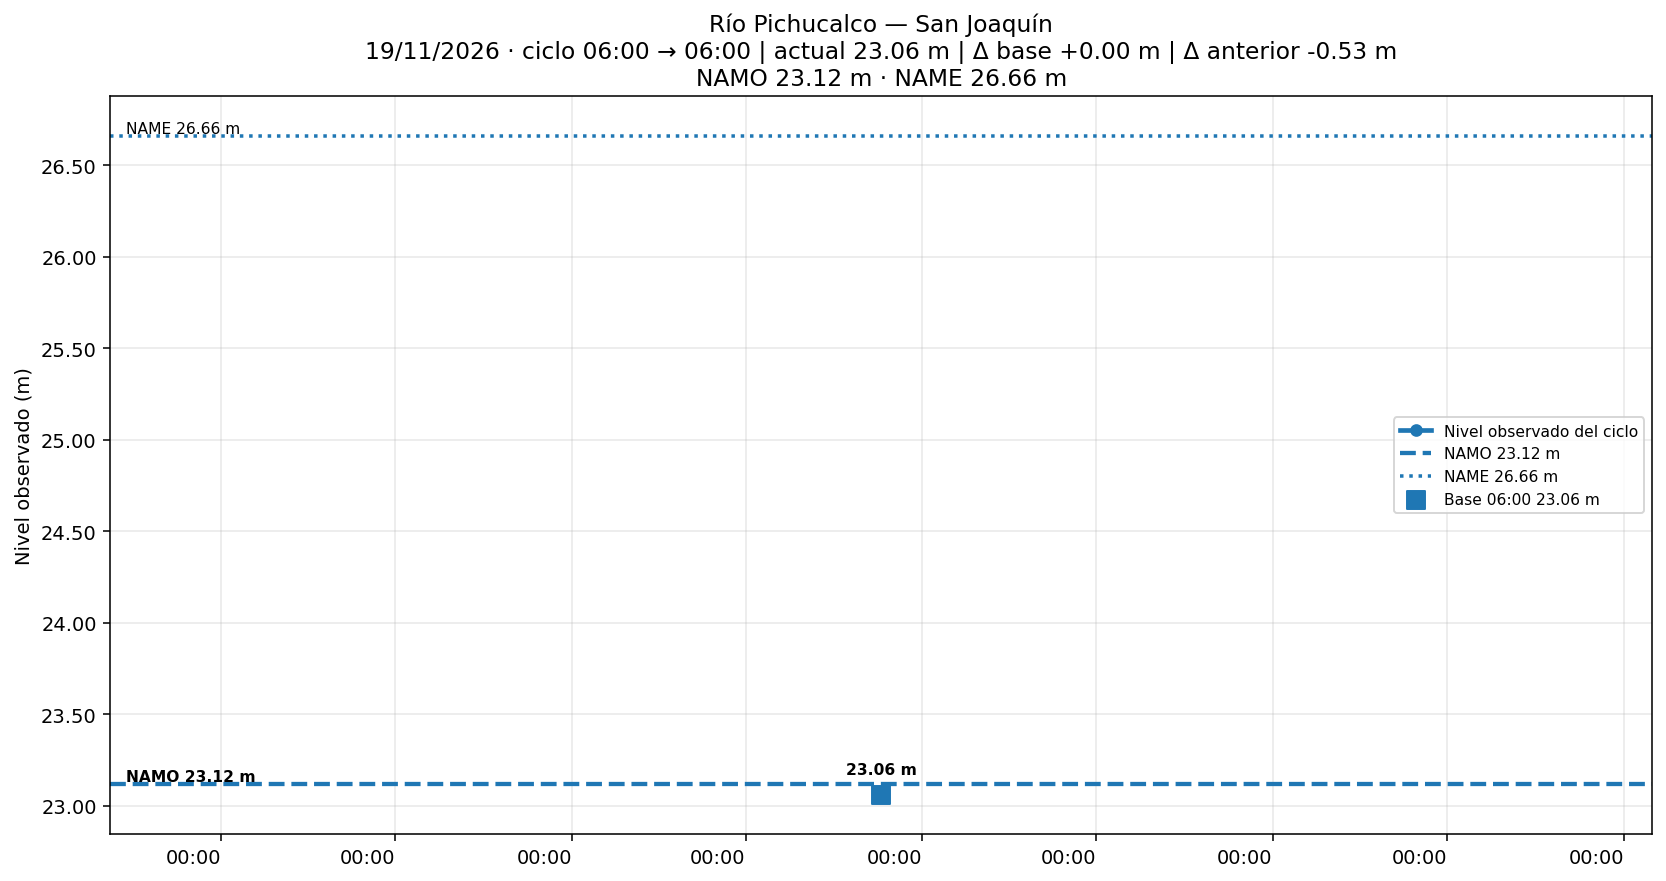 Río Pichucalco — San Joaquín
19/11/2026 · ciclo 06:00 → 06:00 | actual 23.06 m | Δ base +0.00 m | Δ anterior -0.53 m
NAMO 23.12 m · NAME 26.66 m
NAME 26.66 m
26.50
26.00
25.50
25.00
24.50
24.00
23.50
23.00
Nivel observado (m)
Nivel observado del ciclo
NAMO 23.12 m
NAME 26.66 m
Base 06:00 23.06 m
NAMO 23.12 m
23.06 m
00:00 00:00 00:00 00:00 00:00 00:00 00:00 00:00 00:00